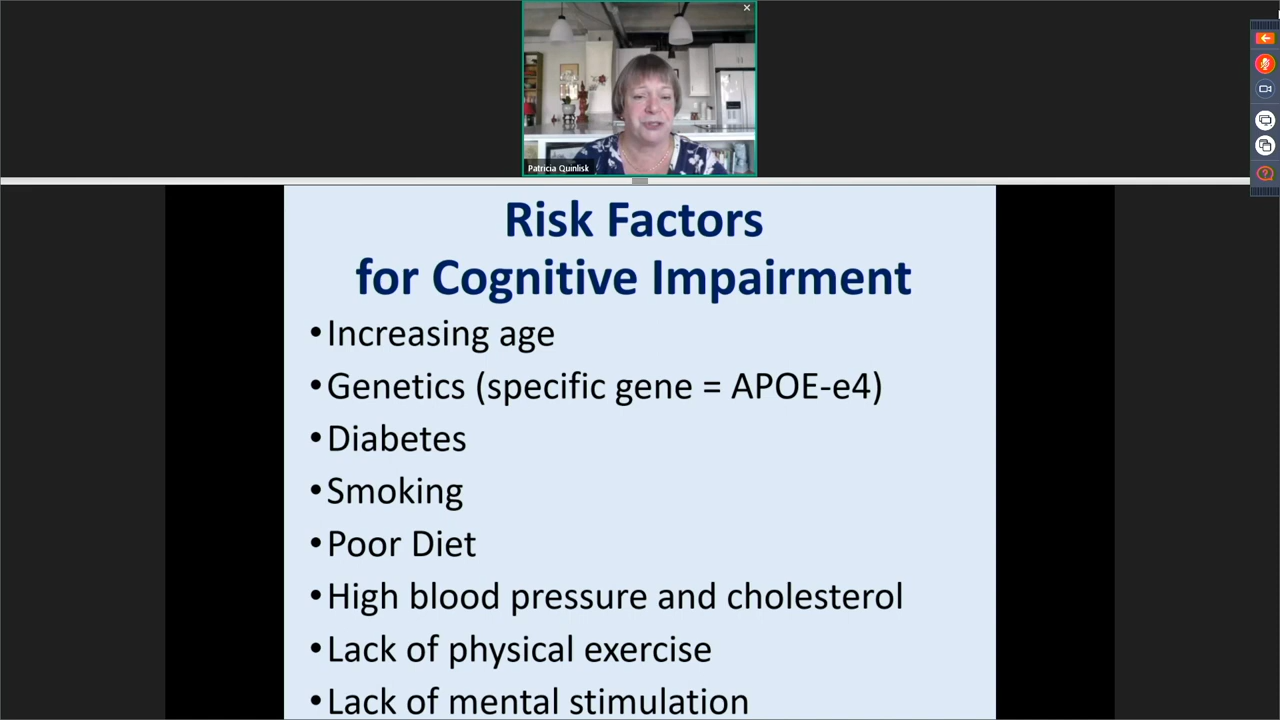 Patricia Quinlisk
Risk Factors
for Cognitive Impairment
•Increasing age
•Genetics (specific gene = APOE-e4)
•Diabetes
•Smoking
•Poor Diet
•High blood pressure and cholesterol
•Lack of physical exercise
•Lack of mental stimulation